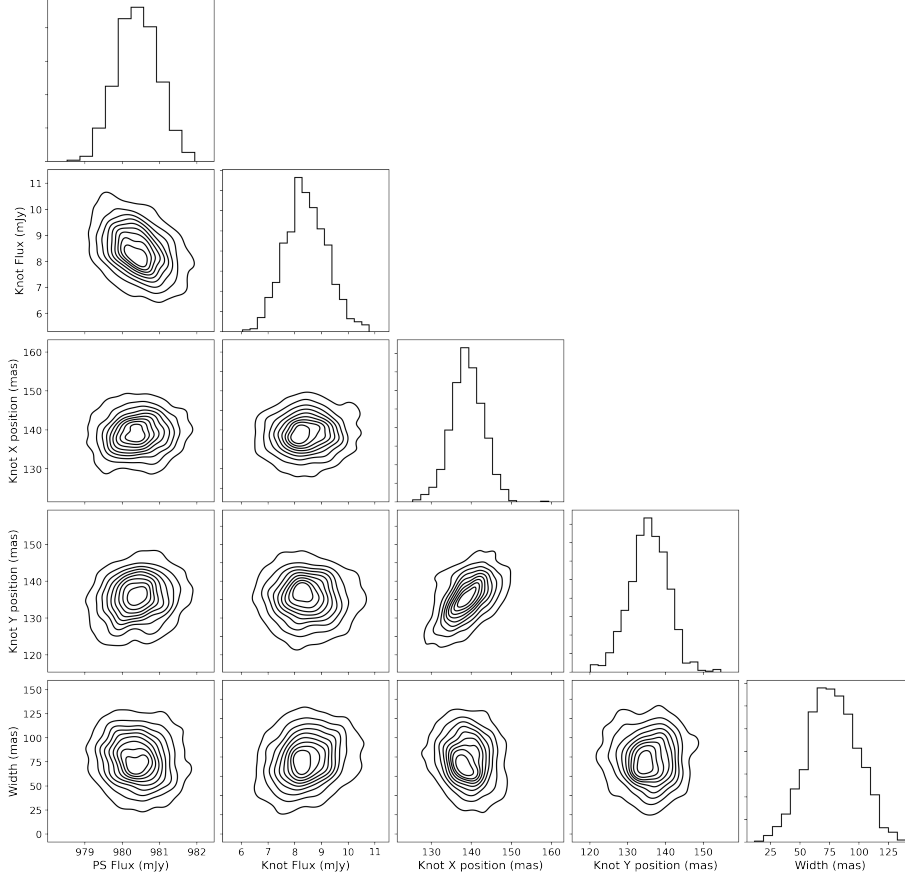 11
10
9
8
7
6
Knot Flux (mJy)
160
150
140
130
Knot X position (mas)
150
140
130
120
Knot Y position (mas)
150
125
100
75
50
25
0
Width (mas)
979 980 981 982
PS Flux (mJy)
6 7 8 9 10 11
Knot Flux (mJy)
130 140 150 160
Knot X position (mas)
120 130 140 150
Knot Y position (mas)
25 50 75 100 125
Width (mas)